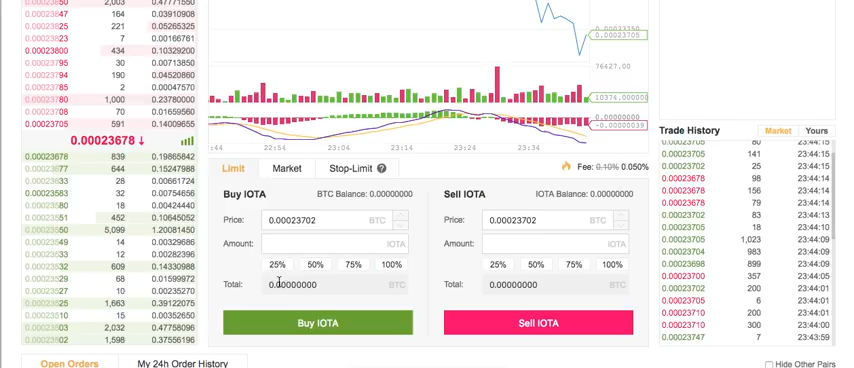 0.00023850 2,003 0.47771550
0.00023847 164 0.03910908
0.00023825 221 0.05265325
0.00023823 7 0.00166761
0.00023800 434 0.10329200
0.00023795 30 0.00713850
0.00023794 190 0.04520860
0.00023785 2 0.00047570
0.00023780 1,000 0.23780000
0.00023708 70 0.01659560
0.00023705 591 0.14009655
0.00023678 ↓
0.00023678 839 0.19865842
0.00023677 644 0.15247988
0.00023633 28 0.00661724
0.00023583 32 0.00754656
0.00023580 18 0.00424440
0.00023551 452 0.10645052
0.00023550 5,099 1.20081450
0.00023549 14 0.00329686
0.00023533 12 0.00282396
0.00023532 609 0.14330988
0.00023529 68 0.01599972
0.00023527 10 0.00235270
0.00023525 1,663 0.39122075
0.00023510 15 0.00352650
0.00023503 2,032 0.47758096
0.00023502 1,598 0.37556196
Open Orders My 24h Order History
0.00023705
76427.00
10374.000000
0.00000000
-0.00000039
:44 22:54 23:04 23:14 23:24 23:34
Limit Market Stop-Limit ? Fee: 0.10% 0.050%
Buy IOTA BTC Balance: 0.00000000
Price: 0.00023702 BTC
Amount: IOTA
25% 50% 75% 100%
Total: 0.00000000 BTC
Buy IOTA
Sell IOTA IOTA Balance: 0.00000000
Price: 0.00023702 BTC
Amount: IOTA
25% 50% 75% 100%
Total: 0.00000000 BTC
Sell IOTA
Trade History Market Yours
0.00023705 80 23:44:15
0.00023705 141 23:44:15
0.00023702 25 23:44:15
0.00023678 98 23:44:14
0.00023678 156 23:44:14
0.00023678 79 23:44:14
0.00023702 83 23:44:13
0.00023705 18 23:44:10
0.00023705 1,023 23:44:09
0.00023704 983 23:44:09
0.00023698 899 23:44:09
0.00023700 357 23:44:05
0.00023702 200 23:44:01
0.00023705 6 23:44:01
0.00023710 200 23:44:01
0.00023710 300 23:44:00
0.00023747 7 23:43:59
Hide Other Pairs